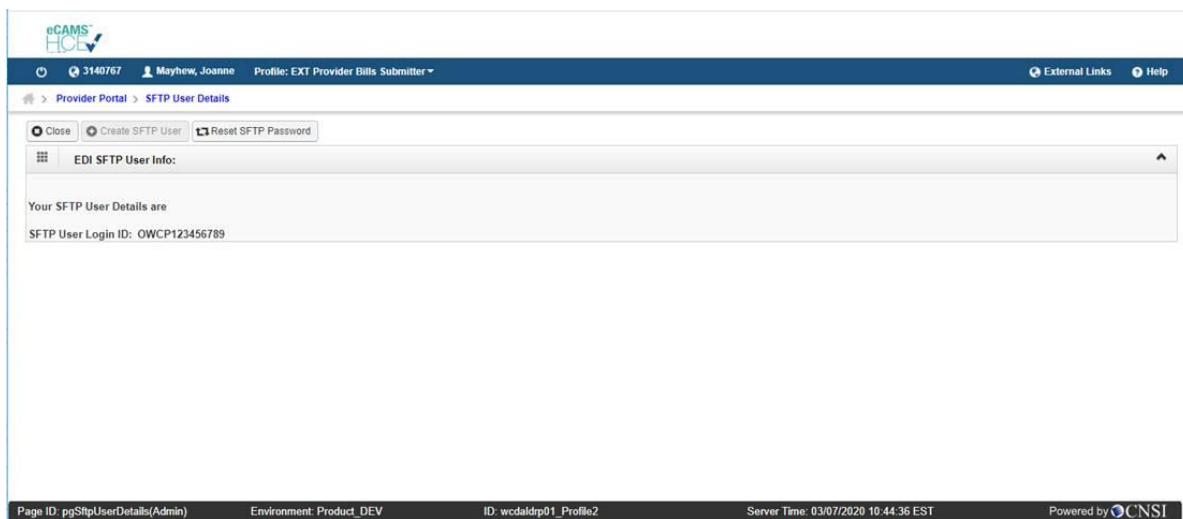 eCAMS
HCE
3140767 Mayhew, Joanne Profile: EXT Provider Bills Submitter External Links Help
> Provider Portal > SFTP User Details
Close Create SFTP User Reset SFTP Password
EDI SFTP User Info:
Your SFTP User Details are
SFTP User Login ID: OWCP123456789
Page ID: pgSftpUserDetails(Admin) Environment: Product_DEV ID: wcdaldrp01_Profile2 Server Time: 03/07/2020 10:44:36 EST Powered by CNSI